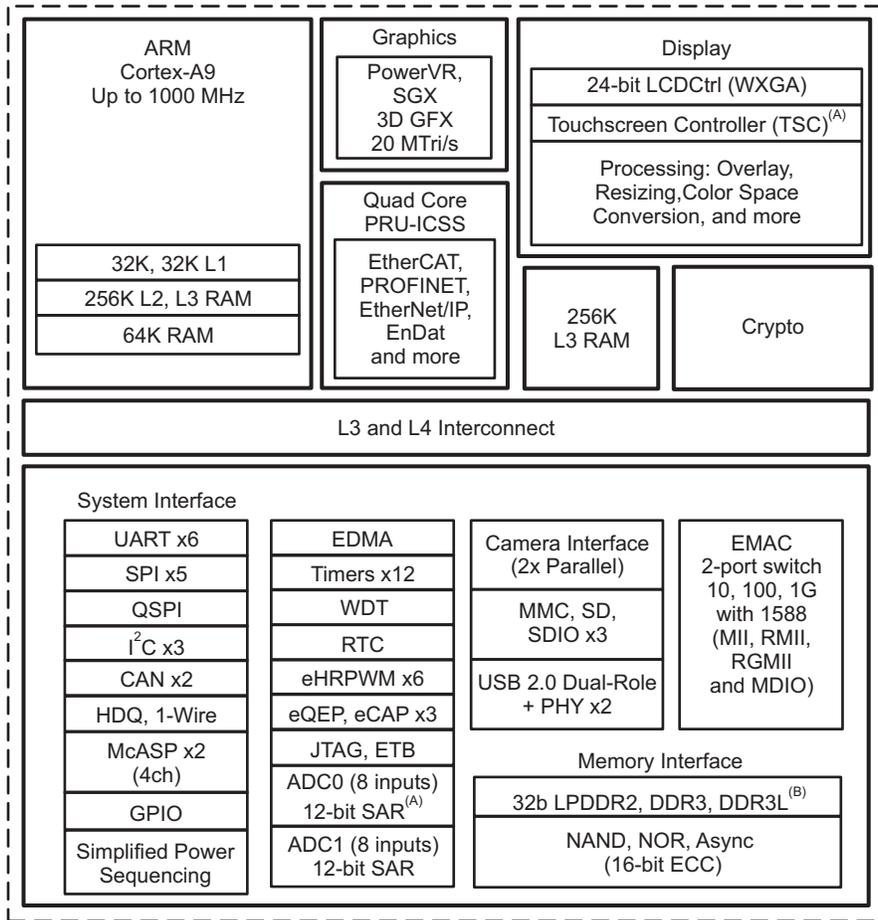 ARM
Cortex-A9
Up to 1000 MHz
32K, 32K L1
256K L2, L3 RAM
64K RAM
Graphics
PowerVR,
SGX
3D GFX
20 MTri/s
Quad Core
PRU-ICSS
EtherCAT,
PROFINET,
EtherNet/IP,
EnDat
and more
Display
24-bit LCDCtrl (WXGA)
Touchscreen Controller (TSC)(A)
Processing: Overlay,
Resizing,Color Space
Conversion, and more
256K
L3 RAM
Crypto
L3 and L4 Interconnect
System Interface
UART x6
SPI x5
QSPI
I2C x3
CAN x2
HDQ, 1-Wire
McASP x2
(4ch)
GPIO
Simplified Power
Sequencing
EDMA
Timers x12
WDT
RTC
eHRPWM x6
eQEP, eCAP x3
JTAG, ETB
ADC0 (8 inputs)
12-bit SAR(A)
ADC1 (8 inputs)
12-bit SAR
Camera Interface
(2x Parallel)
MMC, SD,
SDIO x3
USB 2.0 Dual-Role
+ PHY x2
EMAC
2-port switch
10, 100, 1G
with 1588
(MII, RMII,
RGMII
and MDIO)
Memory Interface
32b LPDDR2, DDR3, DDR3L(B)
NAND, NOR, Async
(16-bit ECC)